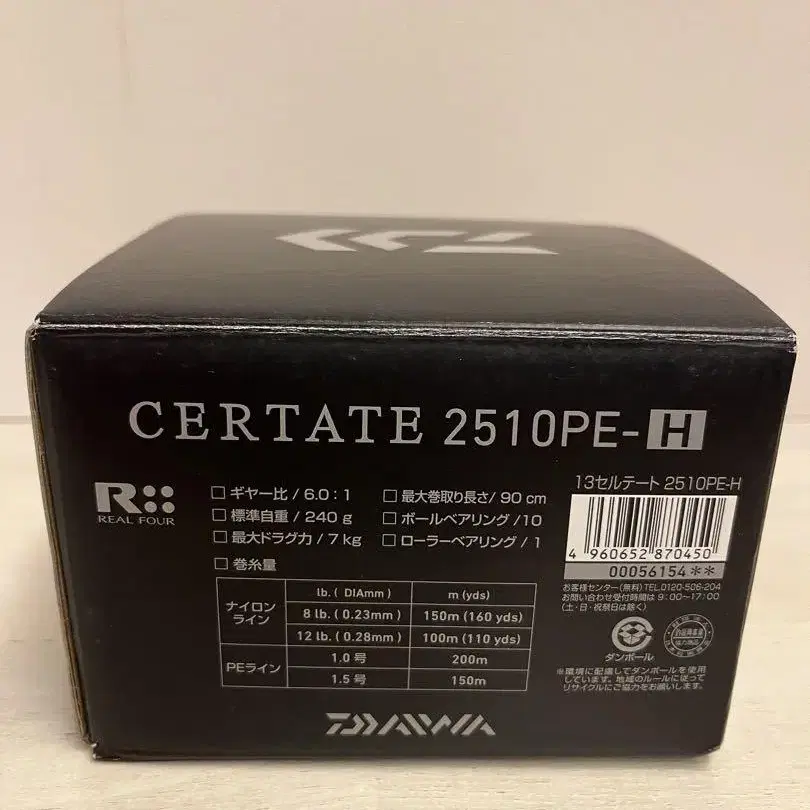 CERTATE 2510PE-H
R
REAL FOUR
□ ギヤー比 / 6.0:1
□ 標準自重 / 240 g
□ 最大ドラグ力 / 7 kg
□ 巻糸量
□ 最大巻取り長さ / 90 cm
□ ボールベアリング / 10
□ ローラーベアリング / 1
lb. ( DIAmm ) m (yds)
ナイロンライン 8 lb. ( 0.23mm ) 150m (160 yds)
12 lb. ( 0.28mm ) 100m (110 yds)
PEライン 1.0 号 200m
1.5 号 150m
13セルテート 2510PE-H
4 960652 870450
00056154**
お客様センター(無料)TEL.0120-506-204
お問い合わせ受付時間は 9:00~17:00
(土・日・祝祭日は除く)
ダンボール
※環境に配慮してダンボールを使用
しています。地域のルールに従って
リサイクルにご協力をお願いします。
DAIWA